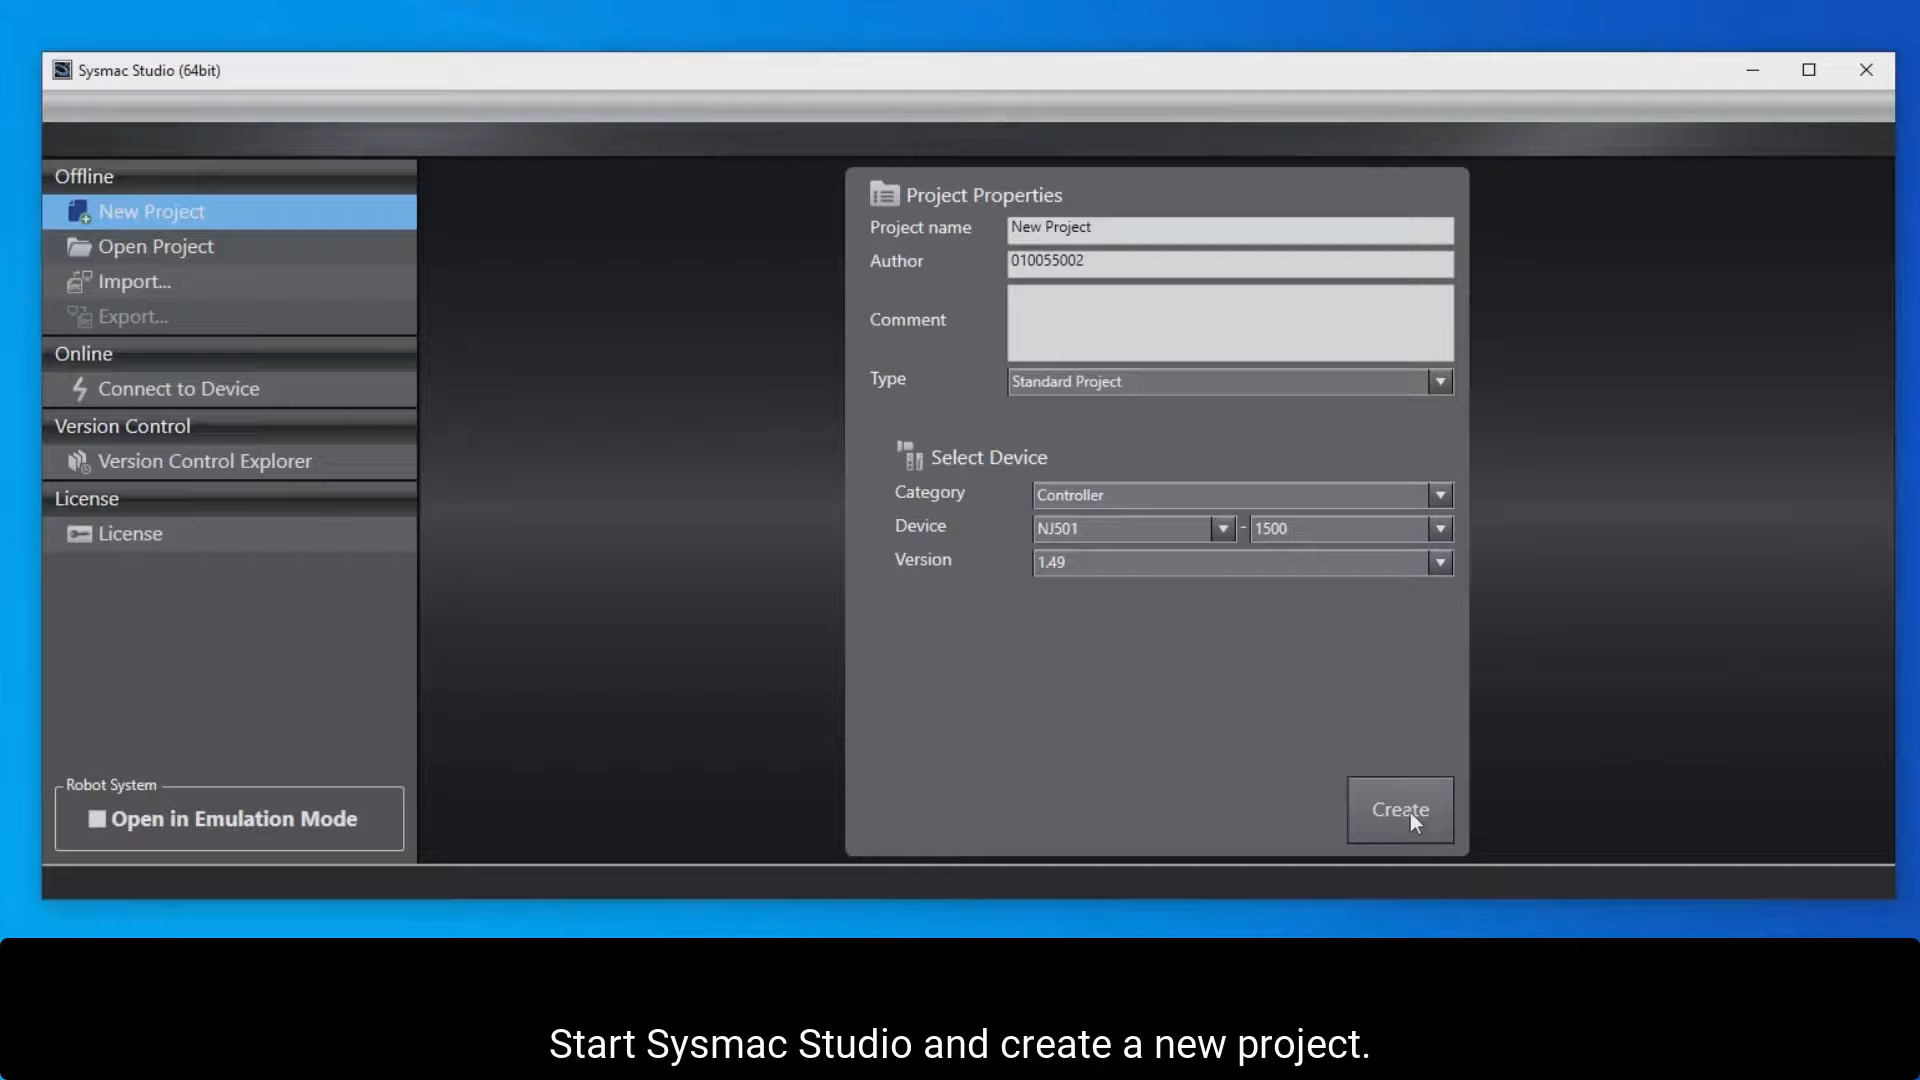 Sysmac Studio (64bit)
Offline
New Project
Open Project
Import...
Export...
Online
Connect to Device
Version Control
Version Control Explorer
License
License
Robot System
Open in Emulation Mode
Project Properties
Project name New Project
Author 010055002
Comment
Type Standard Project
Select Device
Category Controller
Device NJ501 - 1500
Version 1.49
Create
Start Sysmac Studio and create a new project.